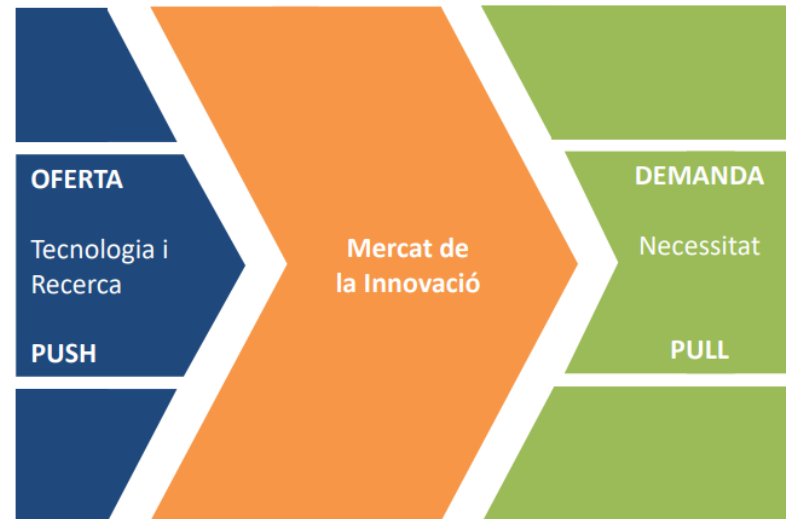 OFERTA
Tecnologia i
Recerca
PUSH
Mercat de
la Innovació
DEMANDA
Necessitat
PULL